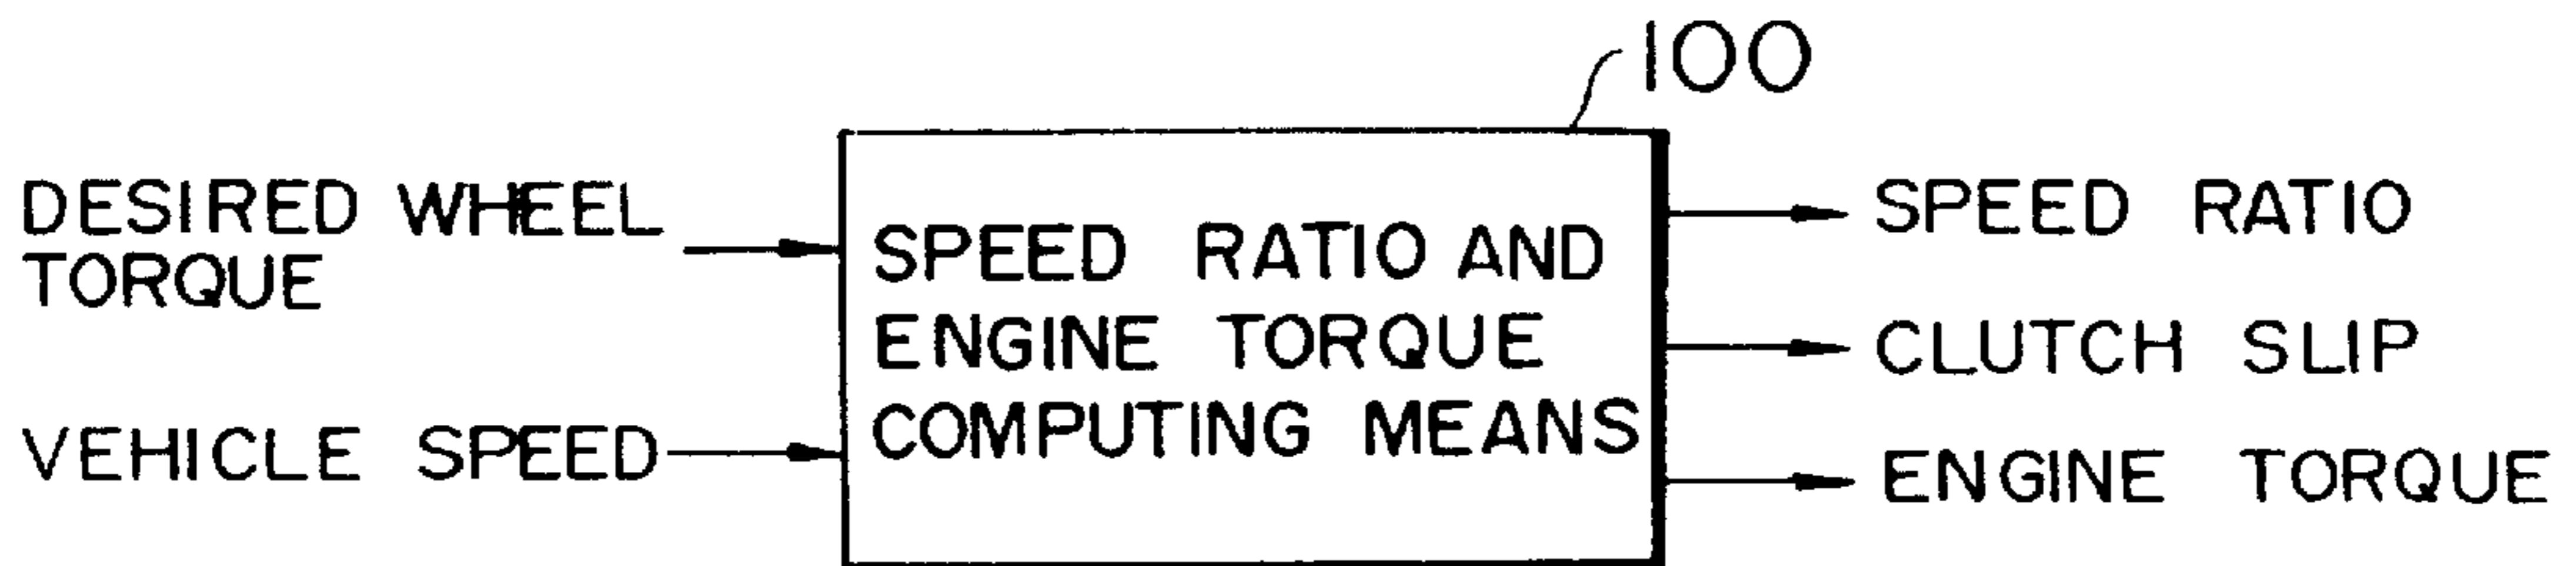 100
DESIRED WHEEL
TORQUE
VEHICLE SPEED
SPEED RATIO AND
ENGINE TORQUE
COMPUTING MEANS
SPEED RATIO
CLUTCH SLIP
ENGINE TORQUE